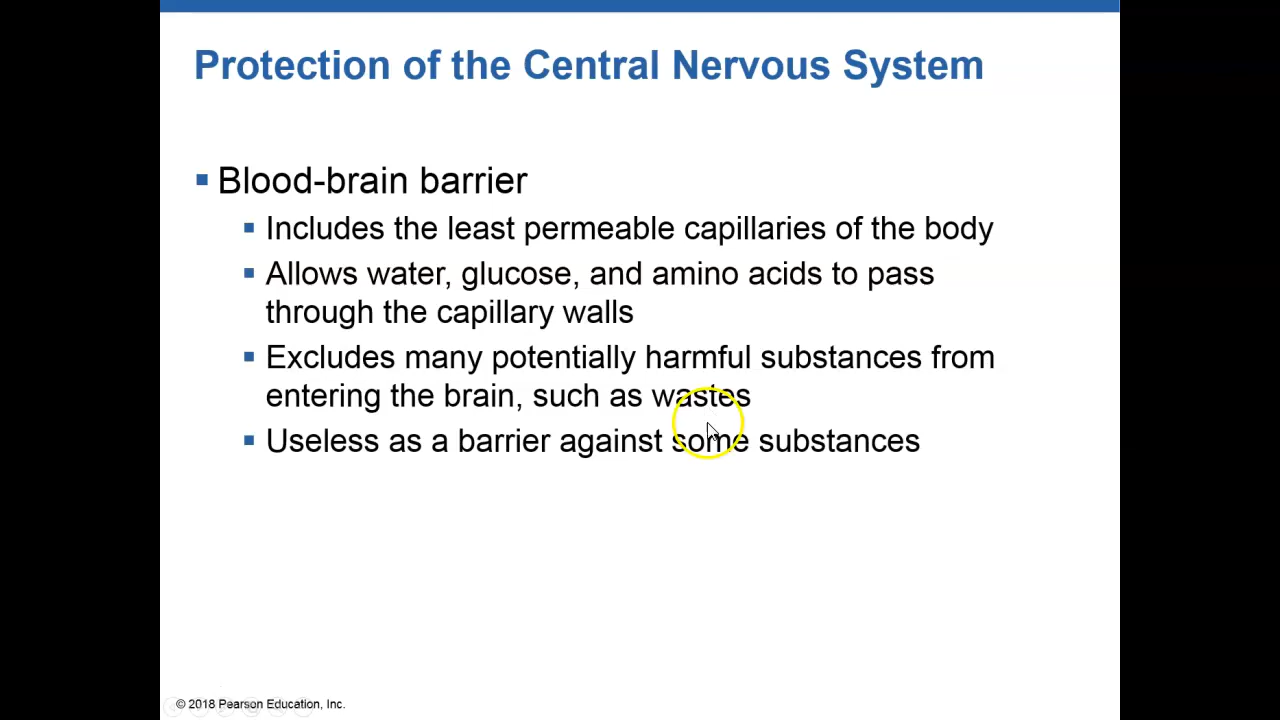 Protection of the Central Nervous System
Blood-brain barrier
Includes the least permeable capillaries of the body
Allows water, glucose, and amino acids to pass
through the capillary walls
Excludes many potentially harmful substances from
entering the brain, such as wastes
Useless as a barrier against some substances
© 2018 Pearson Education, Inc.